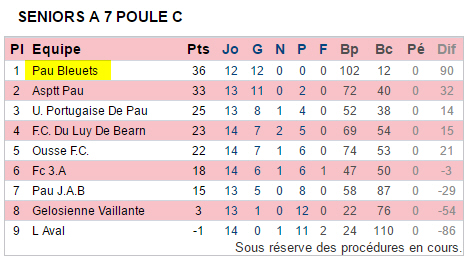 SENIORS A 7 POULE C
Pl Equipe Pts Jo G N P F Bp Bc Pé Dif
1 Pau Bleuets 36 12 12 0 0 0 102 12 0 90
2 Asptt Pau 33 13 11 0 2 0 72 40 0 32
3 U. Portugaise De Pau 25 13 8 1 4 0 52 38 0 14
4 F.C. Du Luy De Bearn 23 14 7 2 5 0 69 54 0 15
5 Ousse F.C. 22 14 7 1 6 0 74 53 0 21
6 Fc 3.A 18 14 6 1 6 1 47 50 0 -3
7 Pau J.A.B 15 13 5 0 8 0 58 87 0 -29
8 Gelosienne Vaillante 3 13 1 0 12 0 22 76 0 -54
9 L Aval -1 14 0 1 11 2 24 110 0 -86
Sous réserve des procédures en cours.